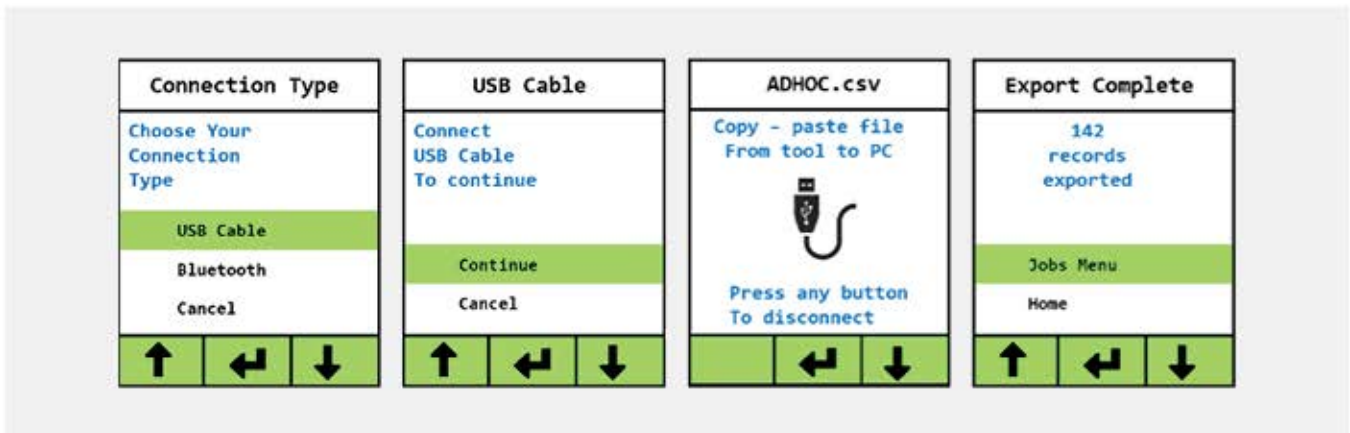 Connection Type
Choose Your
Connection
Type
USB Cable
Bluetooth
Cancel
USB Cable
Connect
USB Cable
To continue
Continue
Cancel
ADHOC.csv
Copy - paste file
From tool to PC
Press any button
To disconnect
Export Complete
142
records
exported
Jobs Menu
Home